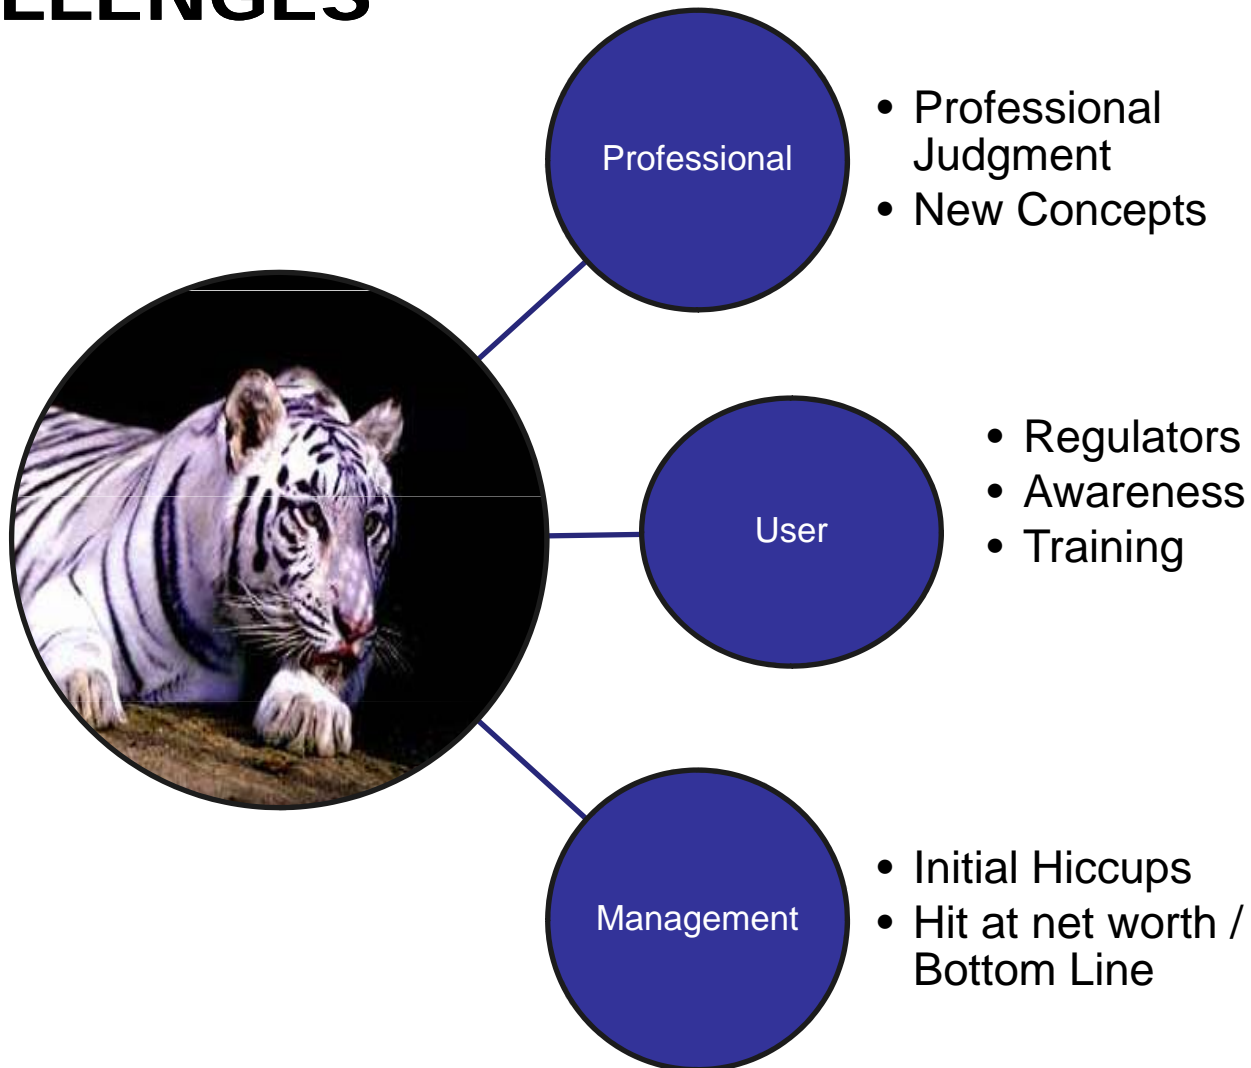 Professional
• Professional
Judgment
• New Concepts
User
• Regulators
• Awareness
• Training
Management
• Initial Hiccups
• Hit at net worth /
Bottom Line